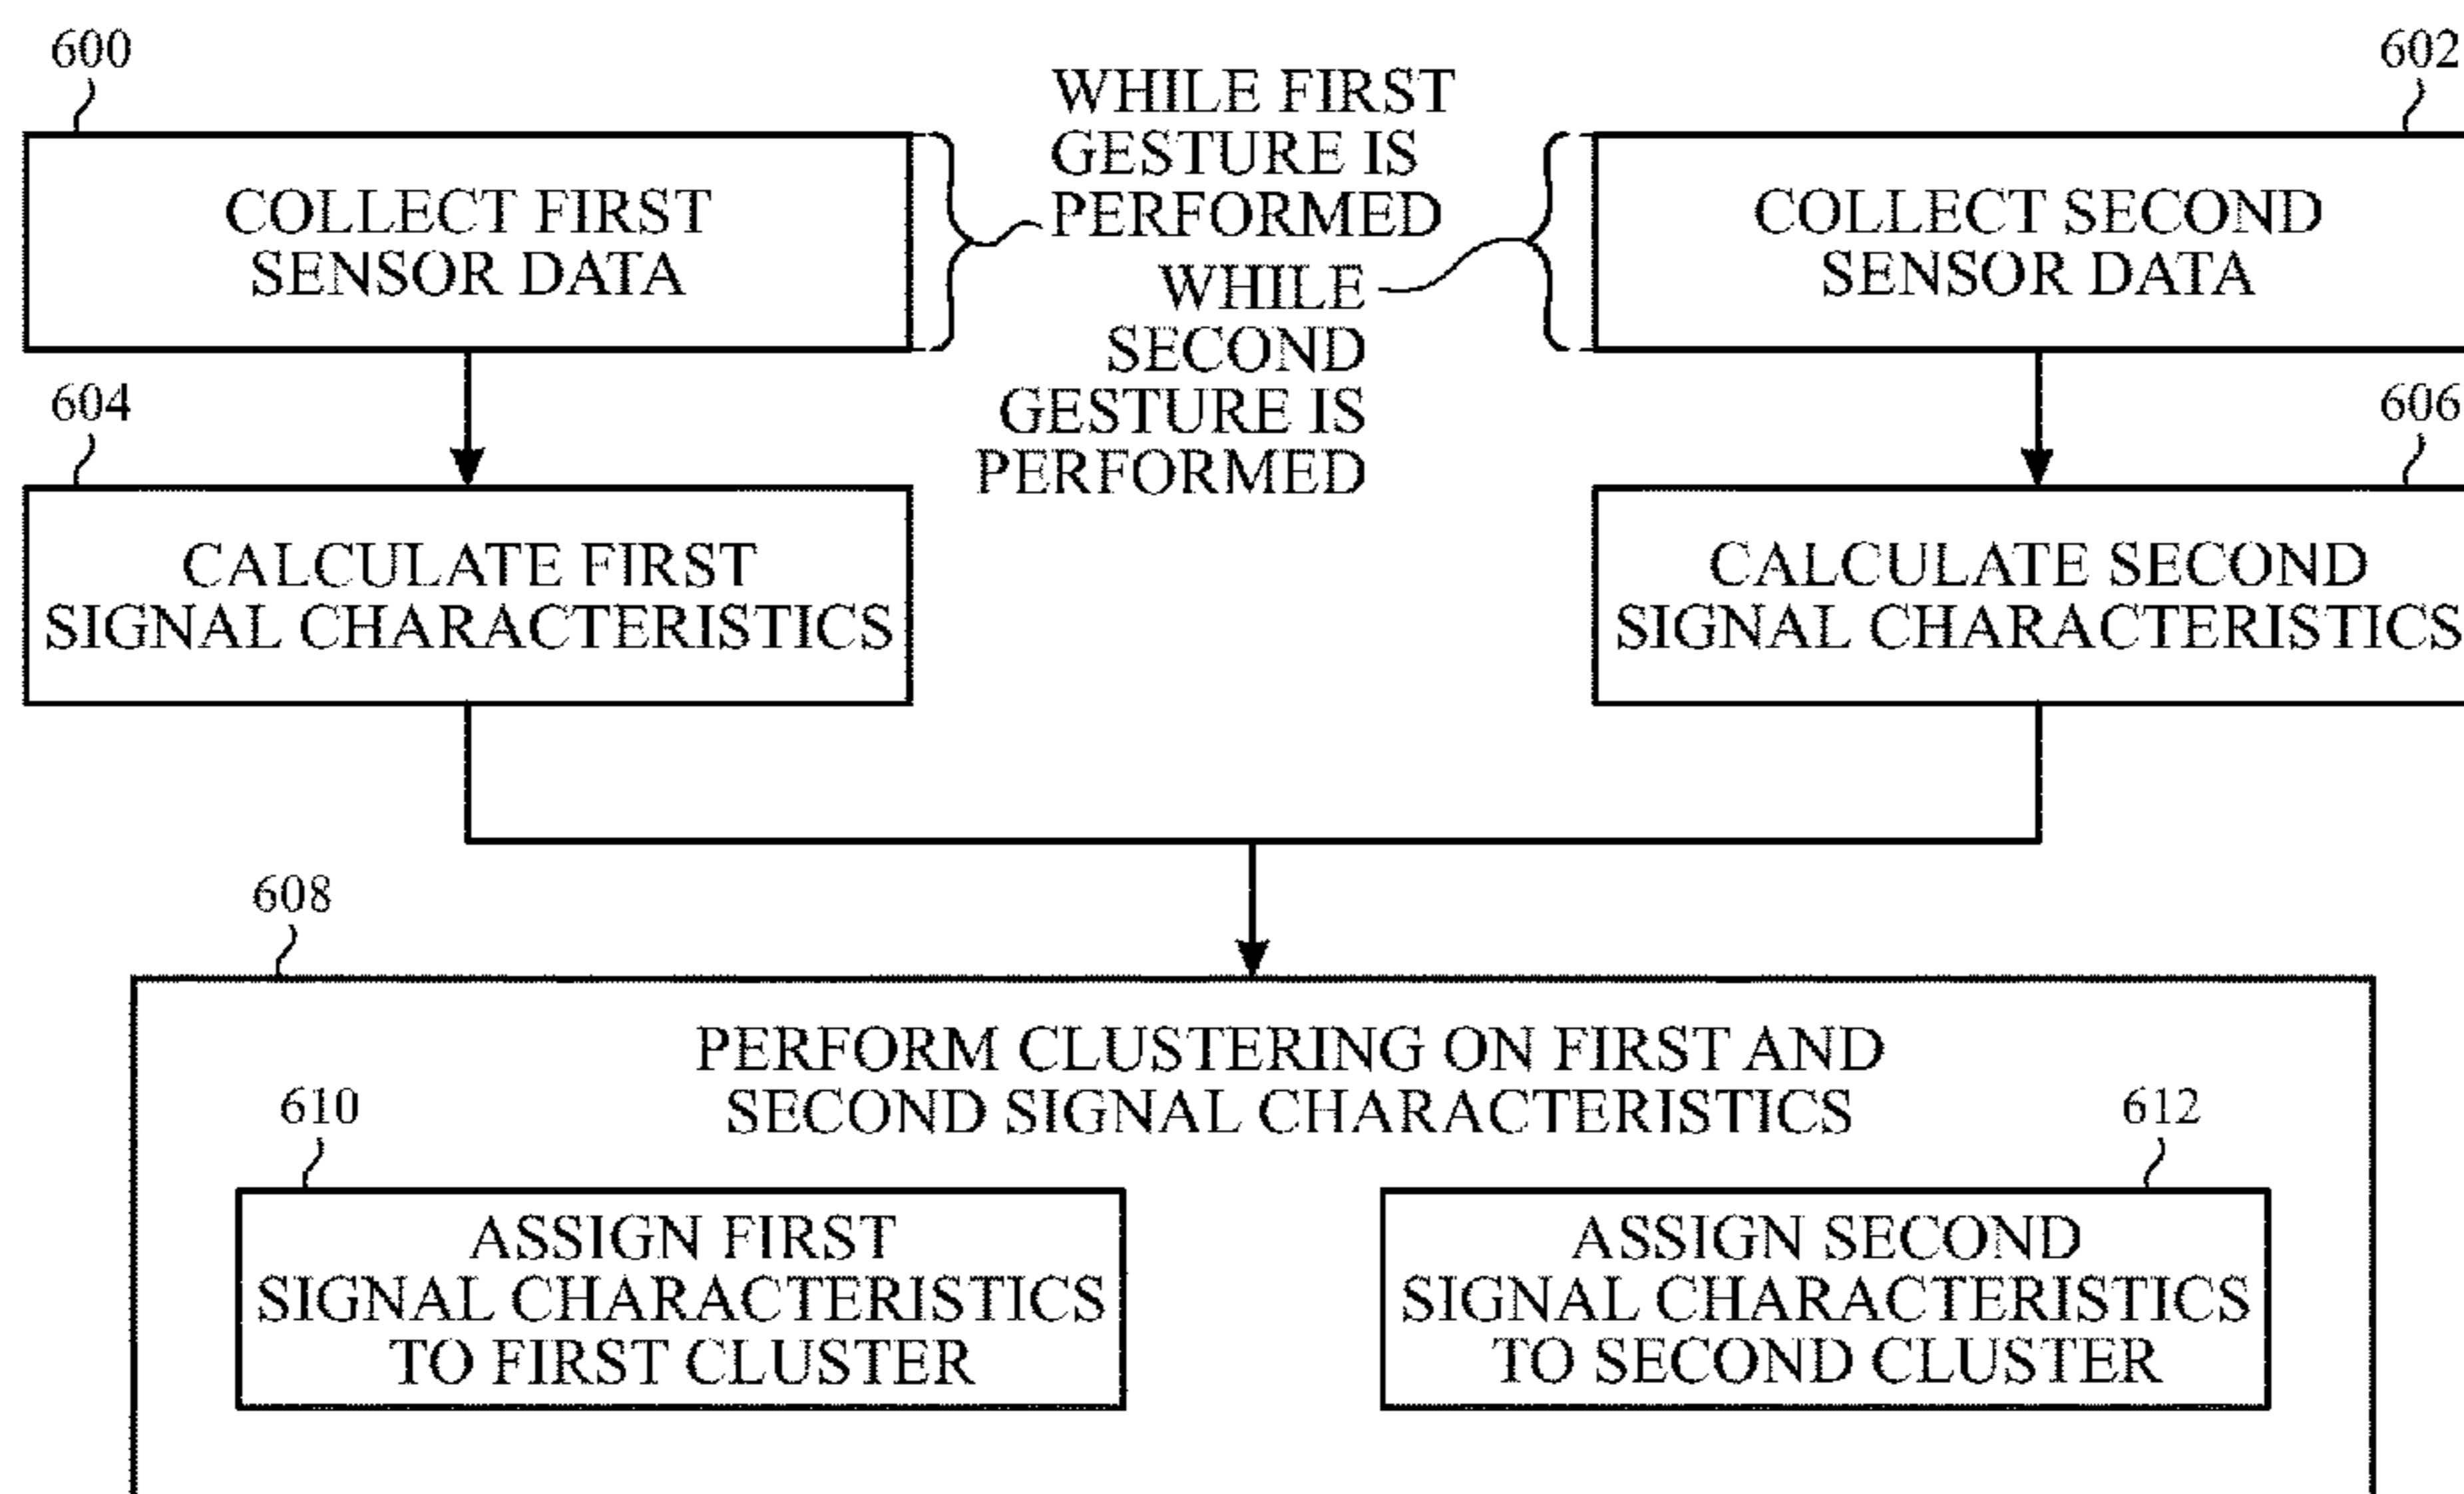 600
602
WHILE FIRST
GESTURE IS
PERFORMED
COLLECT FIRST
SENSOR DATA
COLLECT SECOND
SENSOR DATA
WHILE
SECOND
GESTURE IS
PERFORMED
604
606
CALCULATE FIRST
SIGNAL CHARACTERISTICS
CALCULATE SECOND
SIGNAL CHARACTERISTICS
608
PERFORM CLUSTERING ON FIRST AND
SECOND SIGNAL CHARACTERISTICS
610
612
ASSIGN FIRST
SIGNAL CHARACTERISTICS
TO FIRST CLUSTER
ASSIGN SECOND
SIGNAL CHARACTERISTICS
TO SECOND CLUSTER